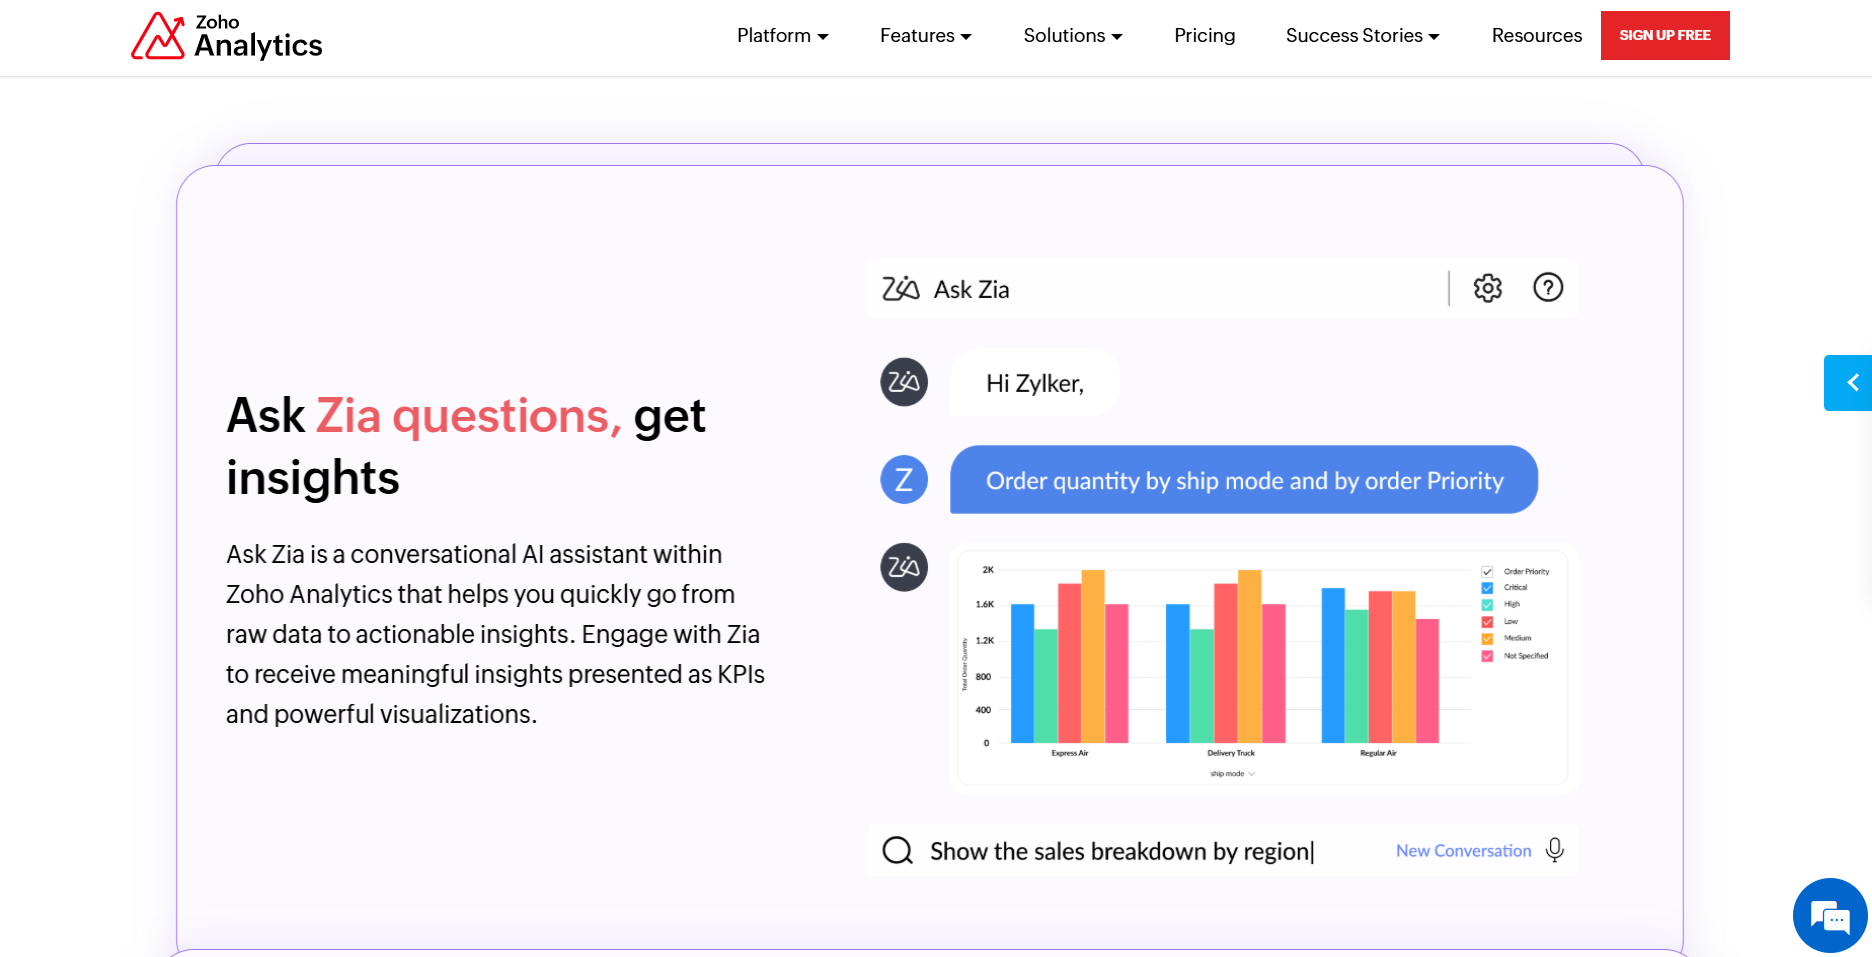 Zoho
Analytics
Platform
Features
Solutions
Pricing
Success Stories
Resources
SIGN UP FREE
Ask Zia questions, get
insights
Ask Zia is a conversational AI assistant within
Zoho Analytics that helps you quickly go from
raw data to actionable insights. Engage with Zia
to receive meaningful insights presented as KPIs
and powerful visualizations.
Zia Ask Zia
Zia
Hi Zylker,
Z
Order quantity by ship mode and by order Priority
Zia
2K
1.6K
1.2K
800
400
0
Total Order Quantity
Express Air
Delivery Truck
Regular Air
ship mode
Order Priority
Critical
High
Low
Medium
Not Specified
Show the sales breakdown by region
New Conversation